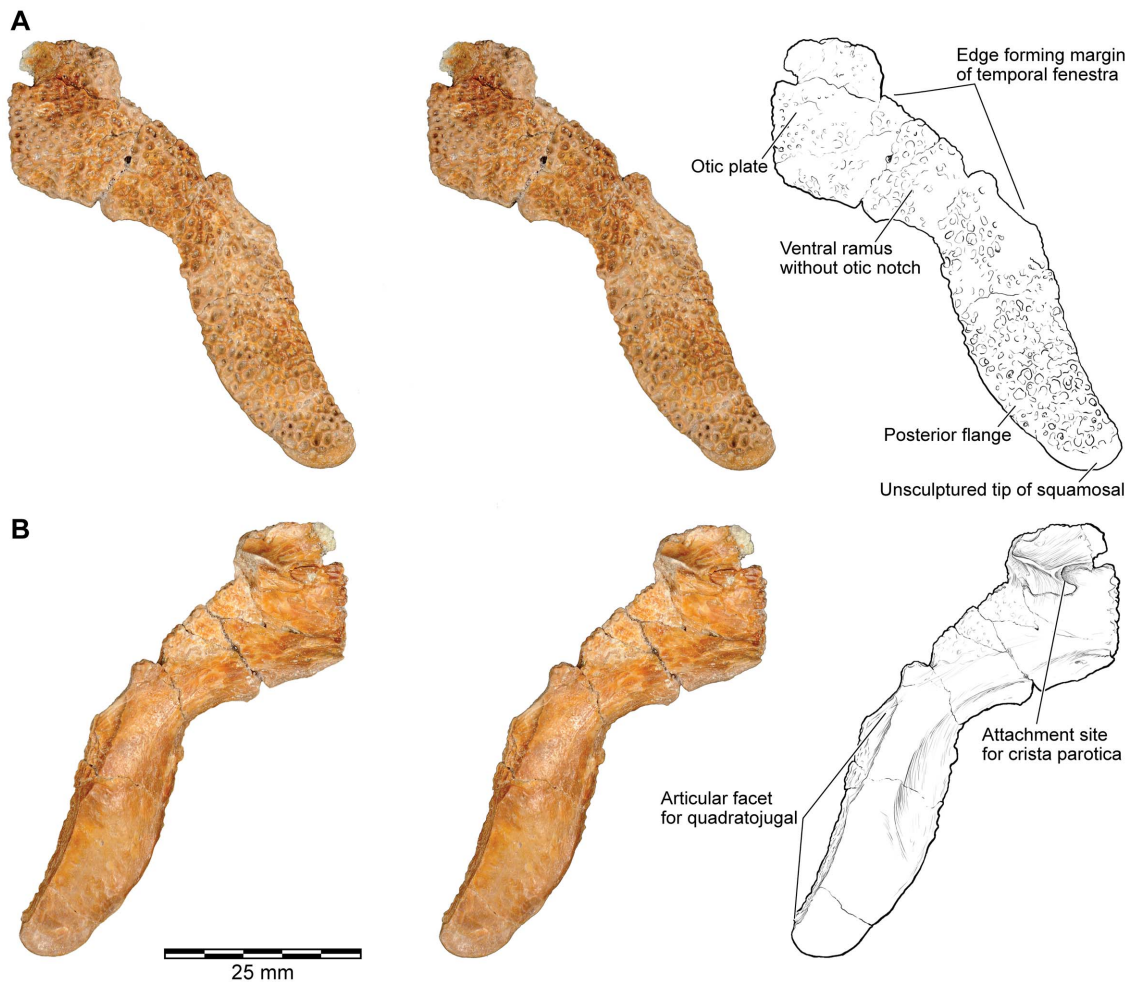 A
Edge forming margin
of temporal fenestra
Otic plate
Ventral ramus
without otic notch
Posterior flange
Unsculptured tip of squamosal
B
Attachment site
for crista parotica
Articular facet
for quadratojugal
25 mm